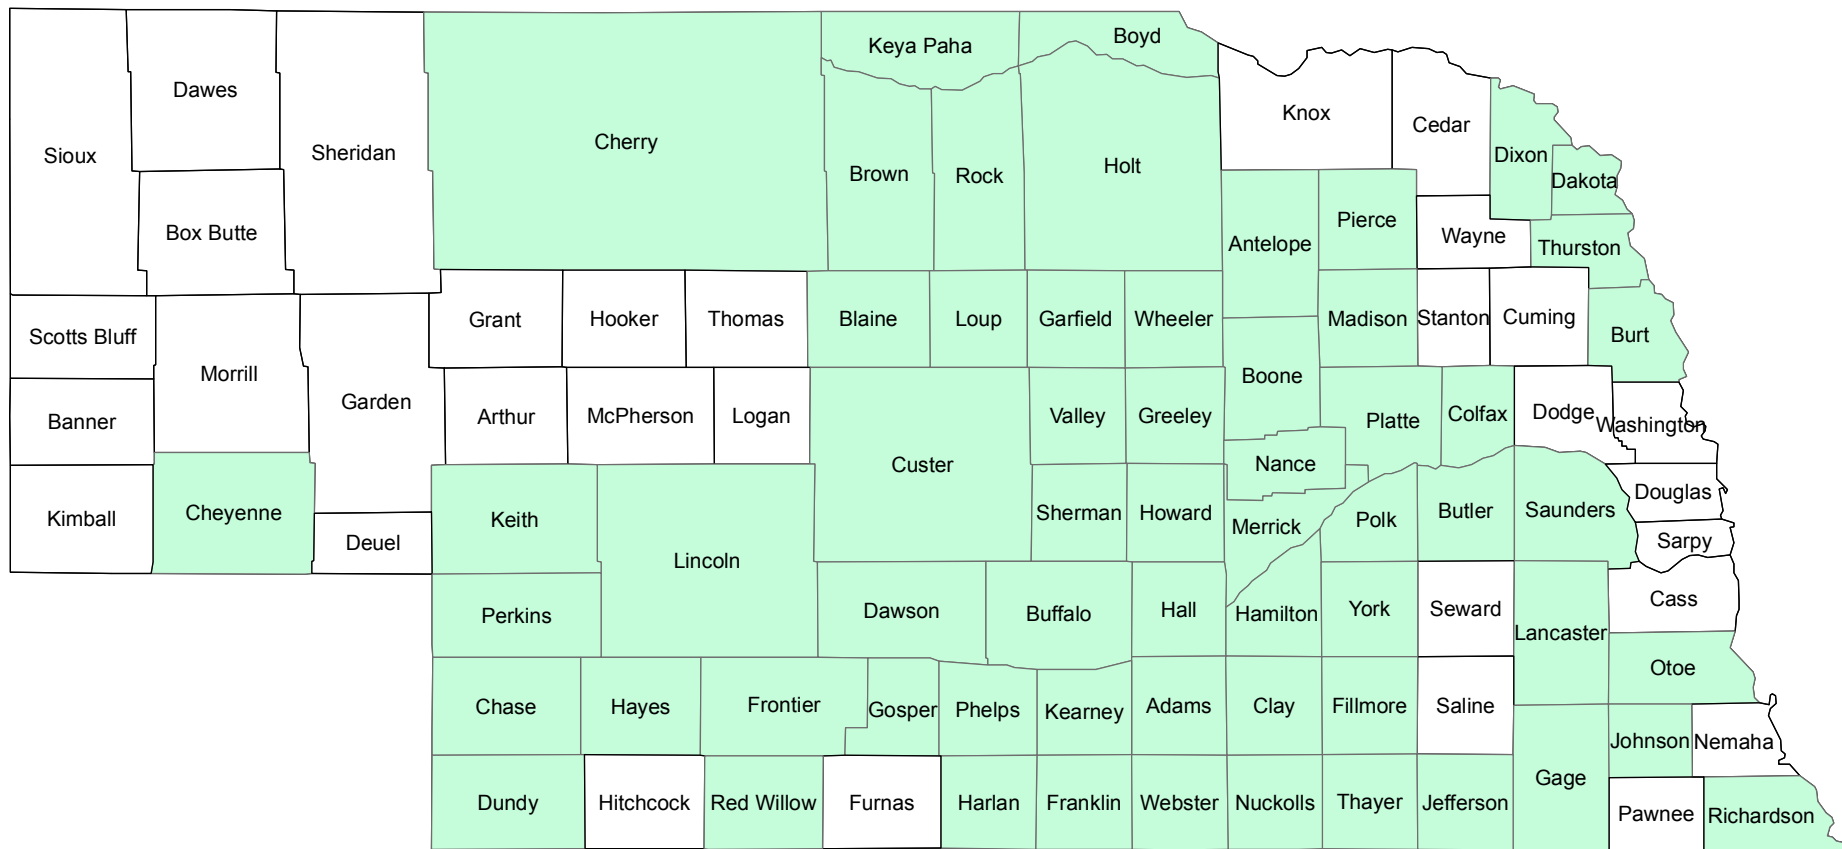 Keya Paha
Boyd
Dawes
Knox
Cedar
Sioux
Sheridan
Cherry
Brown
Rock
Holt
Dixon
Dakota
Box Butte
Antelope
Pierce
Wayne
Thurston
Scotts Bluff
Grant
Hooker
Thomas
Blaine
Loup
Garfield
Wheeler
Madison
Stanton
Cuming
Burt
Morrill
Boone
Banner
Garden
Arthur
McPherson
Logan
Valley
Greeley
Platte
Colfax
Dodge
Washington
Custer
Nance
Kimball
Cheyenne
Keith
Sherman
Howard
Merrick
Polk
Butler
Saunders
Douglas
Deuel
Lincoln
Sarpy
Perkins
Dawson
Buffalo
Hall
Hamilton
York
Seward
Lancaster
Cass
Otoe
Chase
Hayes
Frontier
Gosper
Phelps
Kearney
Adams
Clay
Fillmore
Saline
Johnson
Nemaha
Dundy
Hitchcock
Red Willow
Furnas
Harlan
Franklin
Webster
Nuckolls
Thayer
Jefferson
Gage
Pawnee
Richardson